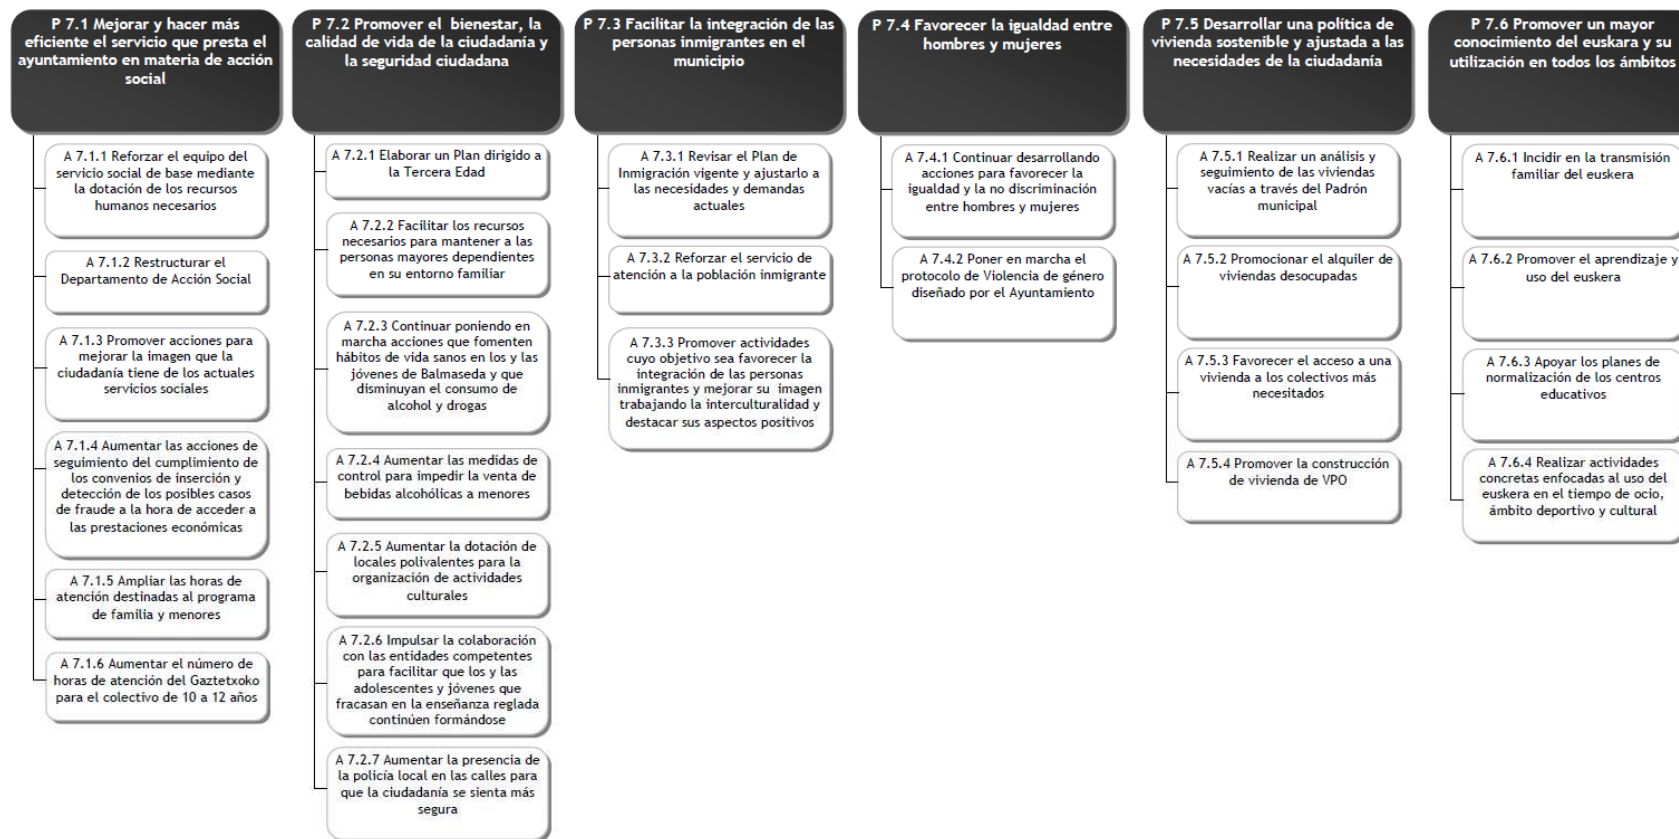 P 7.1 Mejorar y hacer más
eficiente el servicio que presta el
ayuntamiento en materia de acción
social
A 7.1.1 Reforzar el equipo del
servicio social de base mediante
la dotación de los recursos
humanos necesarios
A 7.1.2 Restructurar el
Departamento de Acción Social
A 7.1.3 Promover acciones para
mejorar la imagen que la
ciudadanía tiene de los actuales
servicios sociales
A 7.1.4 Aumentar las acciones de
seguimiento del cumplimiento de
los convenios de inserción y
detección de los posibles casos
de fraude a la hora de acceder a
las prestaciones económicas
A 7.1.5 Ampliar las horas de
atención destinadas al programa
de familia y menores
A 7.1.6 Aumentar el número de
horas de atención del Gaztetxoko
para el colectivo de 10 a 12 años
P 7.2 Promover el bienestar, la
calidad de vida de la ciudadanía y
la seguridad ciudadana
A 7.2.1 Elaborar un Plan dirigido a
la Tercera Edad
A 7.2.2 Facilitar los recursos
necesarios para mantener a las
personas mayores dependientes
en su entorno familiar
A 7.2.3 Continuar poniendo en
marcha acciones que fomenten
hábitos de vida sanos en los y las
jóvenes de Balmaseda y que
disminuyan el consumo de
alcohol y drogas
A 7.2.4 Aumentar las medidas de
control para impedir la venta de
bebidas alcohólicas a menores
A 7.2.5 Aumentar la dotación de
locales polivalentes para la
organización de actividades
culturales
A 7.2.6 Impulsar la colaboración
con las entidades competentes
para facilitar que los y las
adolescentes y jóvenes que
fracasan en la enseñanza reglada
continúen formándose
A 7.2.7 Aumentar la presencia de
la policía local en las calles para
que la ciudadanía se sienta más
segura
P 7.3 Facilitar la integración de las
personas inmigrantes en el
municipio
A 7.3.1 Revisar el Plan de
Inmigración vigente y ajustarlo a
las necesidades y demandas
actuales
A 7.3.2 Reforzar el servicio de
atención a la población inmigrante
A 7.3.3 Promover actividades
cuyo objetivo sea favorecer la
integración de las personas
inmigrantes y mejorar su imagen
trabajando la interculturalidad y
destacar sus aspectos positivos
P 7.4 Favorecer la igualdad entre
hombres y mujeres
A 7.4.1 Continuar desarrollando
acciones para favorecer la
igualdad y la no discriminación
entre hombres y mujeres
A 7.4.2 Poner en marcha el
protocolo de Violencia de género
diseñado por el Ayuntamiento
P 7.5 Desarrollar una política de
vivienda sostenible y ajustada a las
necesidades de la ciudadanía
A 7.5.1 Realizar un análisis y
seguimiento de las viviendas
vacías a través del Padrón
municipal
A 7.5.2 Promocionar el alquiler de
viviendas desocupadas
A 7.5.3 Favorecer el acceso a una
vivienda a los colectivos más
necesitados
A 7.5.4 Promover la construcción
de vivienda de VPO
P 7.6 Promover un mayor
conocimiento del euskara y su
utilización en todos los ámbitos
A 7.6.1 Incidir en la transmisión
familiar del euskera
A 7.6.2 Promover el aprendizaje y
uso del euskera
A 7.6.3 Apoyar los planes de
normalización de los centros
educativos
A 7.6.4 Realizar actividades
concretas enfocadas al uso del
euskera en el tiempo de ocio,
ámbito deportivo y cultural